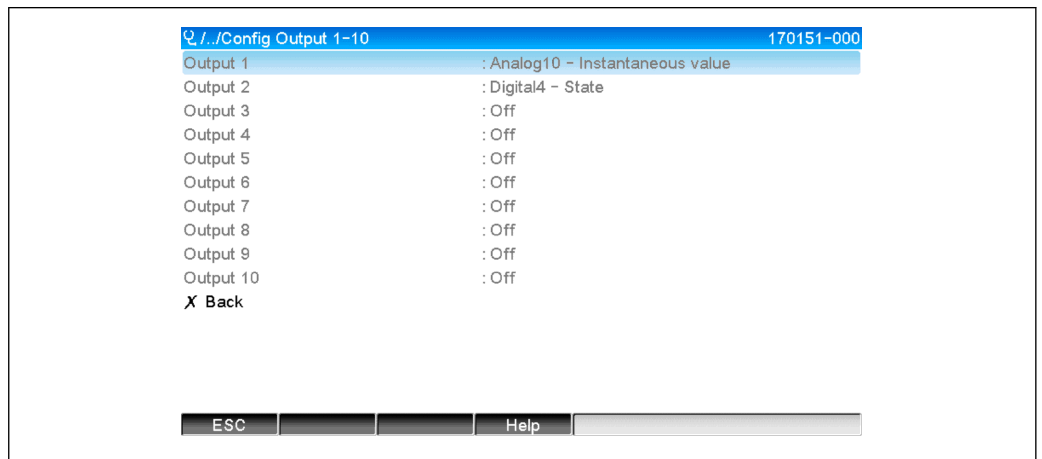 /../Config Output 1-10 170151-000
Output 1 : Analog10 - Instantaneous value
Output 2 : Digital4 - State
Output 3 : Off
Output 4 : Off
Output 5 : Off
Output 6 : Off
Output 7 : Off
Output 8 : Off
Output 9 : Off
Output 10 : Off
X Back
ESC Help